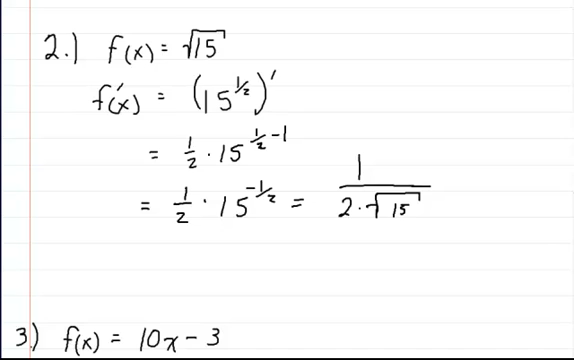 2.) f(x) = √15
f'(x) = (15^½)'
= 1/2 · 15^(1/2 - 1)
= 1/2 · 15^(-1/2) = 1/(2·√15)
3) f(x) = 10x - 3